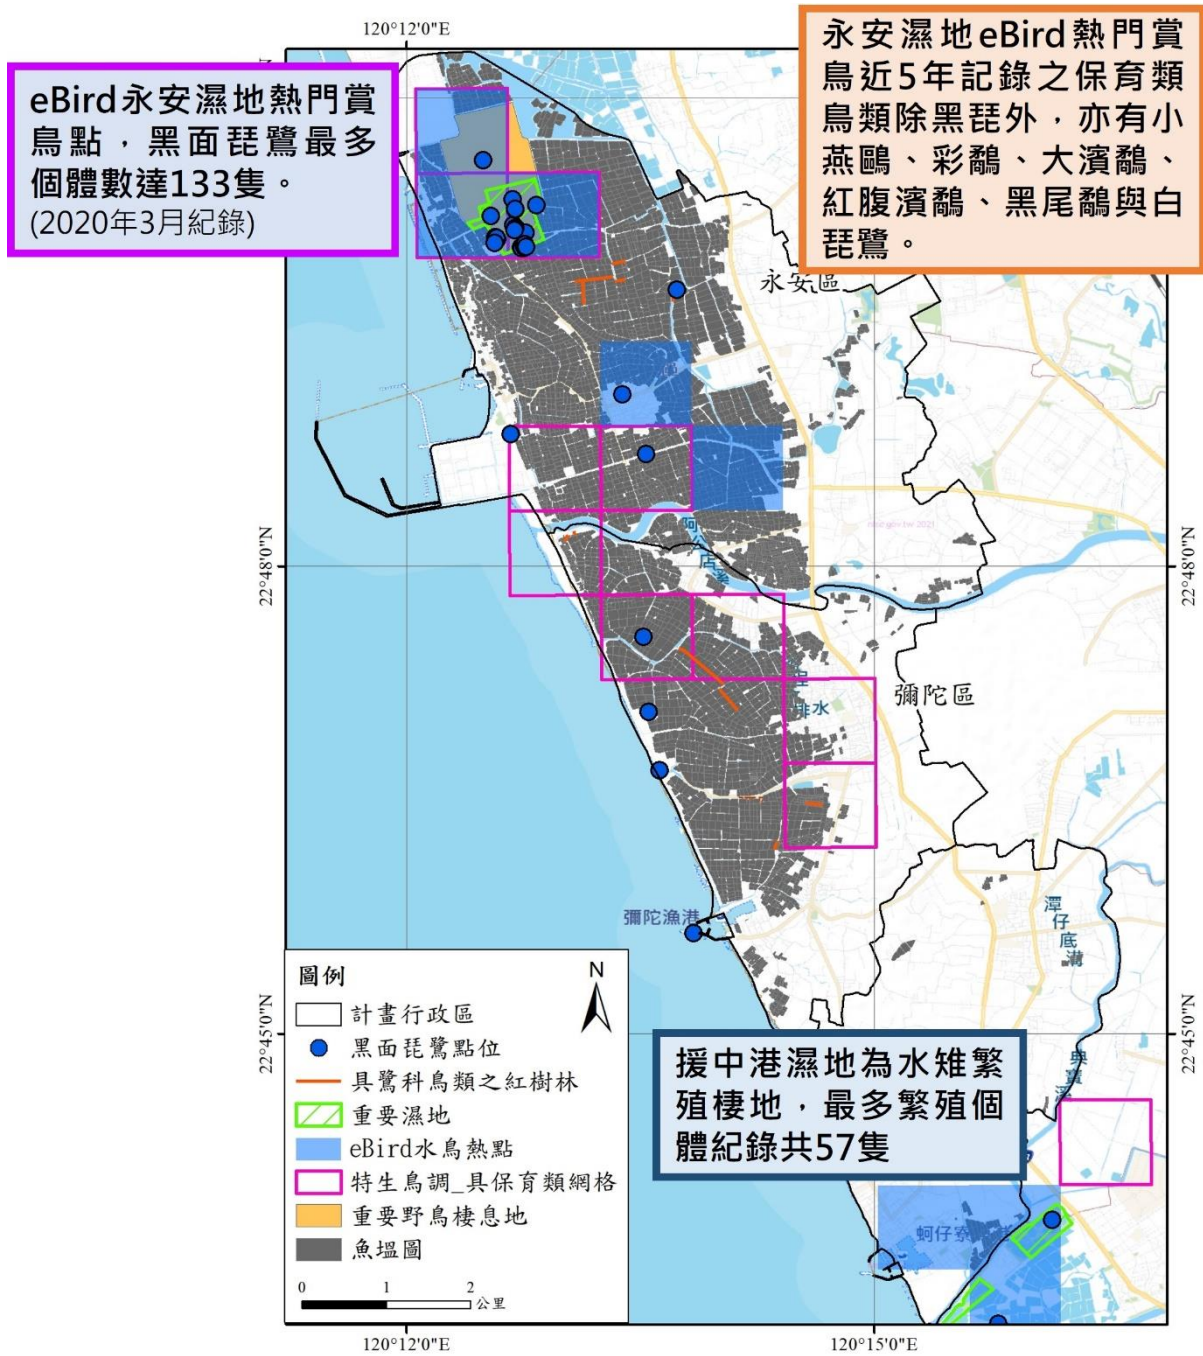 120°12'0"E
eBird永安濕地熱門賞
鳥點，黑面琵鷺最多
個體數達133隻。
(2020年3月紀錄)
永安濕地eBird熱門賞
鳥近5年記錄之保育類
鳥類除黑琵外，亦有小
燕鷗、彩鷸、大濱鷸、
紅腹濱鷸、黑尾鷸與白
琵鷺。
永安區
阿公店溪
22°48'0"N
22°48'0"N
彌陀區
排水
彌陀漁港
潭仔底溝
22°45'0"N
22°45'0"N
典寶溪
圖例
N
計畫行政區
黑面琵鷺點位
具鷺科鳥類之紅樹林
重要濕地
eBird水鳥熱點
特生鳥調_具保育類網格
重要野鳥棲息地
魚塭圖
0 1 2
公里
援中港濕地為水雉繁
殖棲地，最多繁殖個
體紀錄共57隻
蚵仔寮
120°12'0"E
120°15'0"E